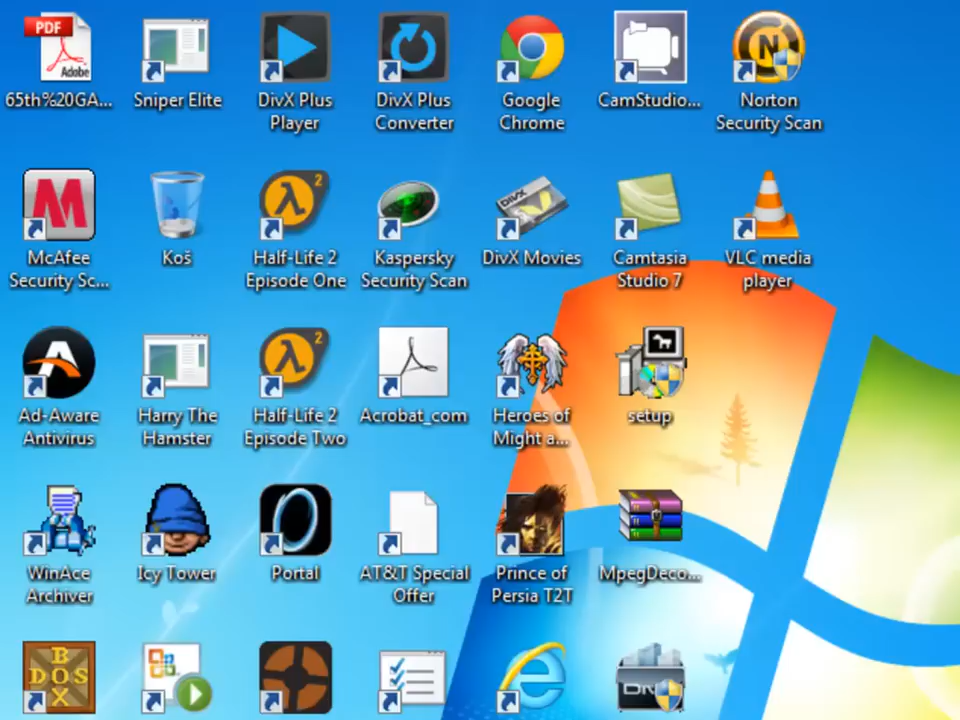 PDF
Adobe
65th%20GA...
Sniper Elite
DivX Plus
Player
DivX Plus
Converter
Google
Chrome
CamStudio...
N
Norton
Security Scan
M
McAfee
Security Sc...
Koš
2
Half-Life 2
Episode One
Kaspersky
Security Scan
DIVX
DivX Movies
Camtasia
Studio 7
VLC media
player
Ad-Aware
Antivirus
Harry The
Hamster
2
Half-Life 2
Episode Two
Acrobat_com
Heroes of
Might a...
setup
WinAce
Archiver
Icy Tower
Portal
AT&T Special
Offer
Prince of
Persia T2T
MpegDeco...
B
DOS
X